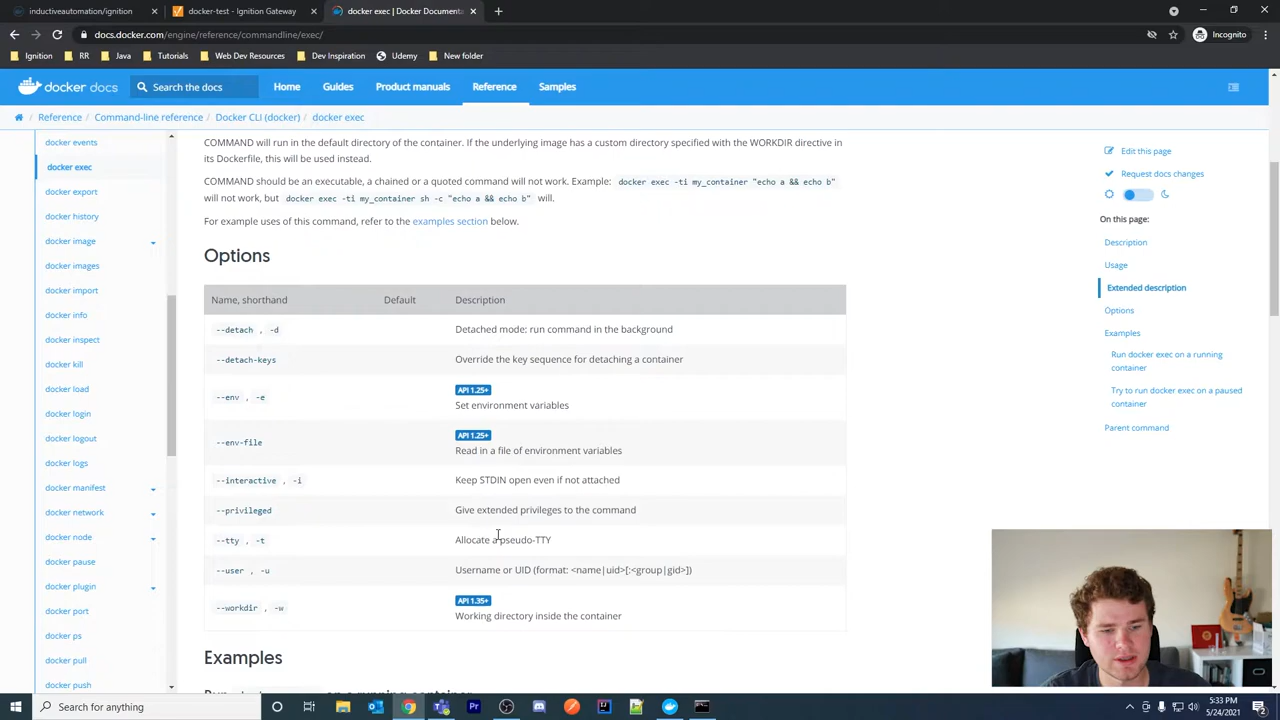 inductiveautomation/ignition
docker-test - Ignition Gateway
docker exec | Docker Documenta
docs.docker.com/engine/reference/commandline/exec/
Incognito
Ignition
RR
Java
Tutorials
Dev Inspiration
Udemy
New folder
docker docs
Search the docs
Home
Guides
Product manuals
Reference
Samples
Reference / Command-line reference / Docker CLI (docker) / docker exec
docker events
docker exec
docker export
docker history
docker image
docker images
docker import
docker info
docker inspect
docker kill
docker load
docker login
docker logout
docker logs
docker manifest
docker network
docker node
docker pause
docker plugin
docker port
docker ps
docker pull
docker push
COMMAND will run in the default directory of the container. If the underlying image has a custom directory specified with the WORKDIR directive in
its Dockerfile, this will be used instead.
COMMAND should be an executable, a chained or a quoted command will not work. Example: docker exec -ti my_container "echo a && echo b"
will not work, but docker exec -ti my_container sh -c "echo a && echo b" will.
For example uses of this command, refer to the examples section below.
Options
Name, shorthand Default Description
--detach , -d Detached mode: run command in the background
--detach-keys Override the key sequence for detaching a container
API 1.25+
--env , -e Set environment variables
API 1.25+
--env-file Read in a file of environment variables
--interactive , -i Keep STDIN open even if not attached
--privileged Give extended privileges to the command
--tty , -t Allocate a pseudo-TTY
--user , -u Username or UID (format: <name|uid>[:<group|gid>])
API 1.35+
--workdir , -w Working directory inside the container
Examples
Edit this page
Request docs changes
On this page:
Description
Usage
Extended description
Options
Examples
Run docker exec on a running
container
Try to run docker exec on a paused
container
Parent command
Search for anything
5:33 PM
5/24/2021